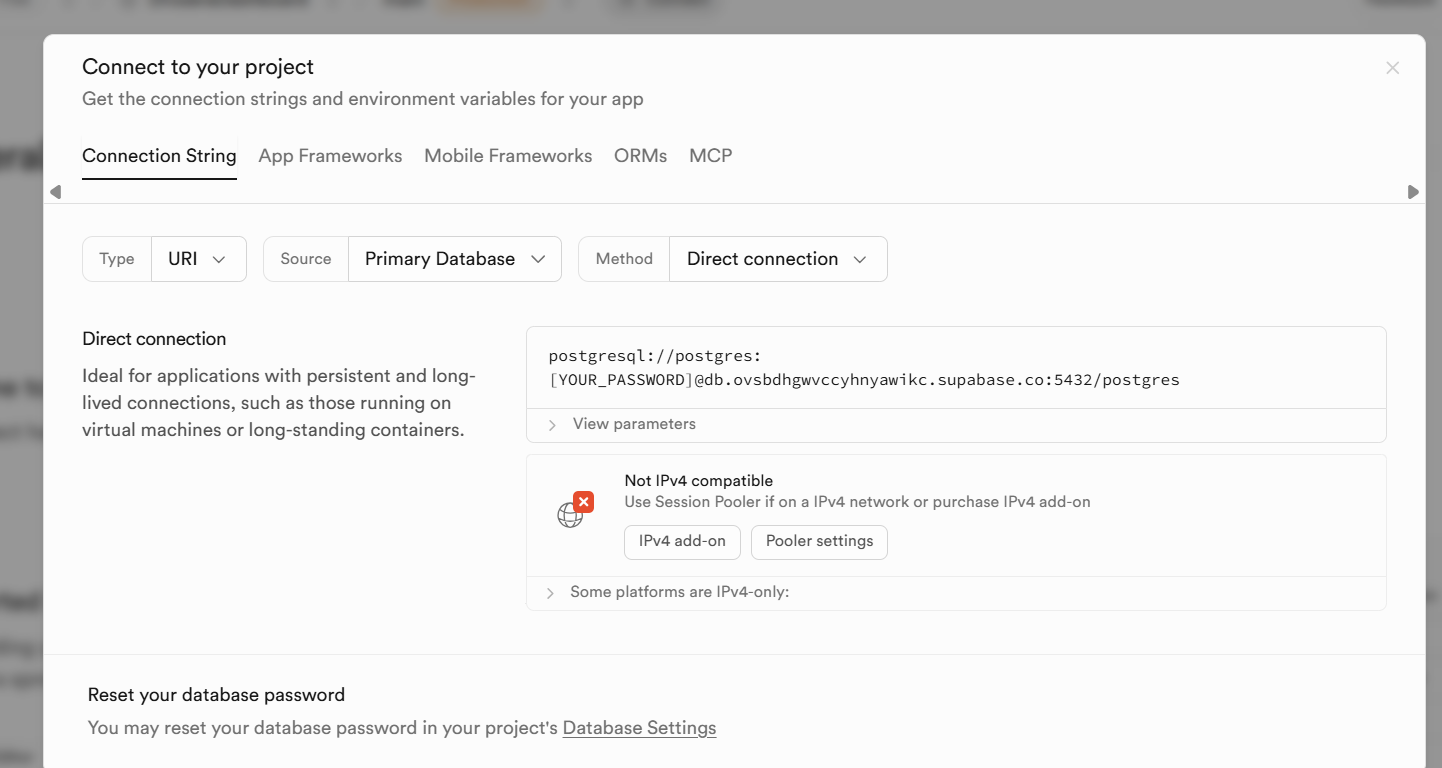 Connect to your project
Get the connection strings and environment variables for your app
Connection String App Frameworks Mobile Frameworks ORMs MCP
Type URI Source Primary Database Method Direct connection
Direct connection
Ideal for applications with persistent and long-
lived connections, such as those running on
virtual machines or long-standing containers.
postgresql://postgres:
[YOUR_PASSWORD]@db.ovsbdhgwvccyhnyawikc.supabase.co:5432/postgres
View parameters
Not IPv4 compatible
Use Session Pooler if on a IPv4 network or purchase IPv4 add-on
IPv4 add-on Pooler settings
Some platforms are IPv4-only:
Reset your database password
You may reset your database password in your project's Database Settings